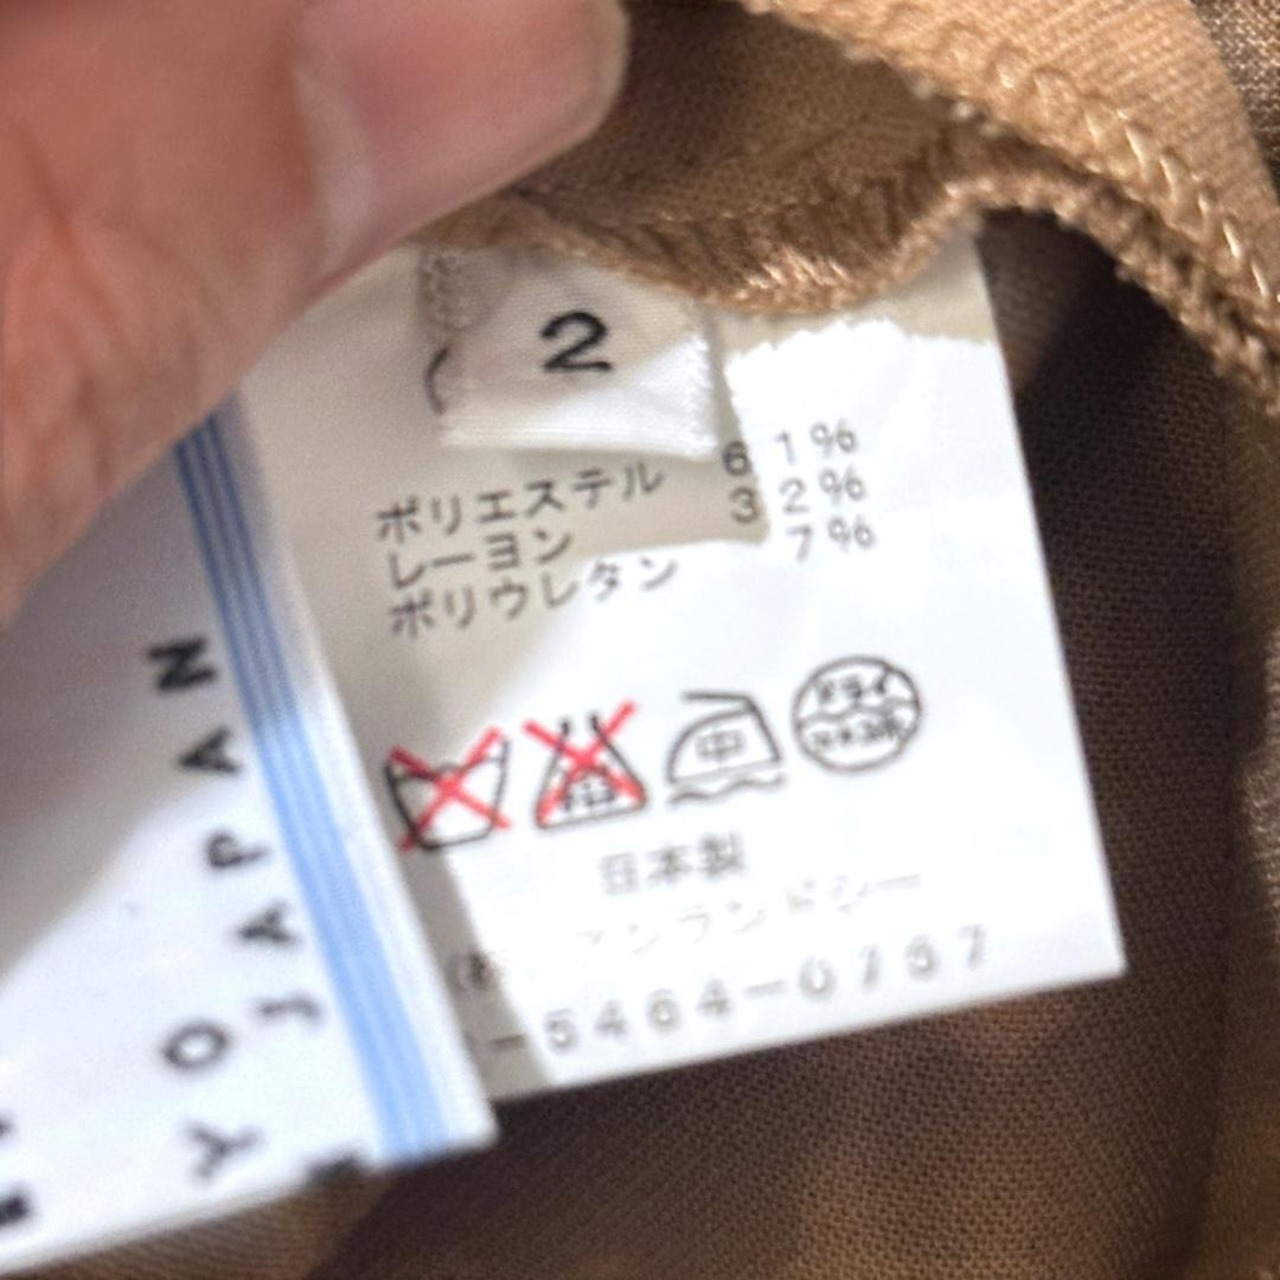 2
ポリエステル 61%
レーヨン 32%
ポリウレタン 7%
中
ドライ
日本製
5464-0767
JAPAN